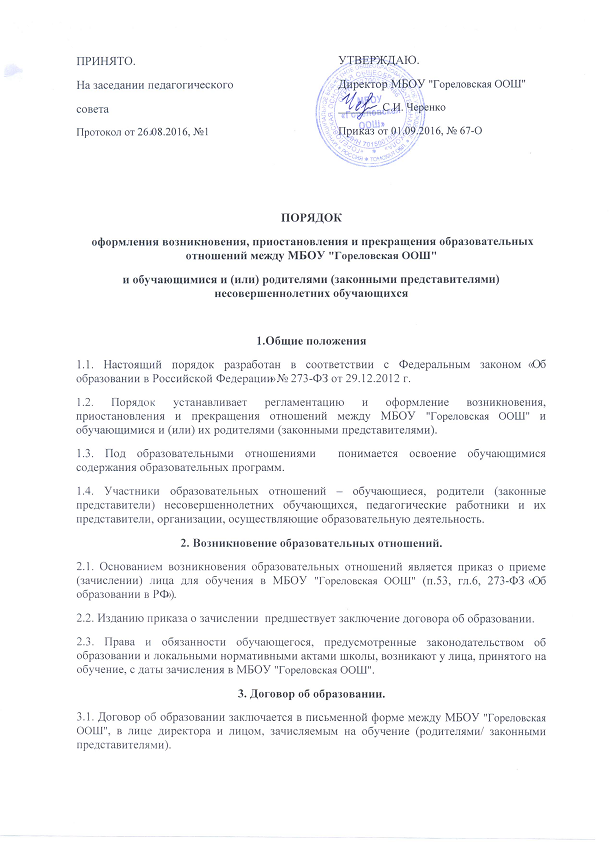 ПРИНЯТО.
УТВЕРЖДАЮ.
На заседании педагогического
Директор МБОУ "Гореловская ООШ"
совета
С.И. Черенко
Протокол от 26.08.2016, №1
Приказ от 01.09.2016, № 67-О
МБОУ
«Гореловская
ООШ»
ПОРЯДОК
оформления возникновения, приостановления и прекращения образовательных
отношений между МБОУ "Гореловская ООШ"
и обучающимися и (или) родителями (законными представителями)
несовершеннолетних обучающихся
1.Общие положения
1.1. Настоящий порядок разработан в соответствии с Федеральным законом «Об
образовании в Российской Федерации» № 273-ФЗ от 29.12.2012 г.
1.2. Порядок устанавливает регламентацию и оформление возникновения,
приостановления и прекращения отношений между МБОУ "Гореловская ООШ" и
обучающимися и (или) их родителями (законными представителями).
1.3. Под образовательными отношениями понимается освоение обучающимися
содержания образовательных программ.
1.4. Участники образовательных отношений – обучающиеся, родители (законные
представители) несовершеннолетних обучающихся, педагогические работники и их
представители, организации, осуществляющие образовательную деятельность.
2. Возникновение образовательных отношений.
2.1. Основанием возникновения образовательных отношений является приказ о приеме
(зачислении) лица для обучения в МБОУ "Гореловская ООШ" (п.53, гл.6, 273-ФЗ «Об
образовании в РФ»).
2.2. Изданию приказа о зачислении предшествует заключение договора об образовании.
2.3. Права и обязанности обучающегося, предусмотренные законодательством об
образовании и локальными нормативными актами школы, возникают у лица, принятого на
обучение, с даты зачисления в МБОУ "Гореловская ООШ".
3. Договор об образовании.
3.1. Договор об образовании заключается в письменной форме между МБОУ "Гореловская
ООШ", в лице директора и лицом, зачисляемым на обучение (родителями/ законными
представителями).